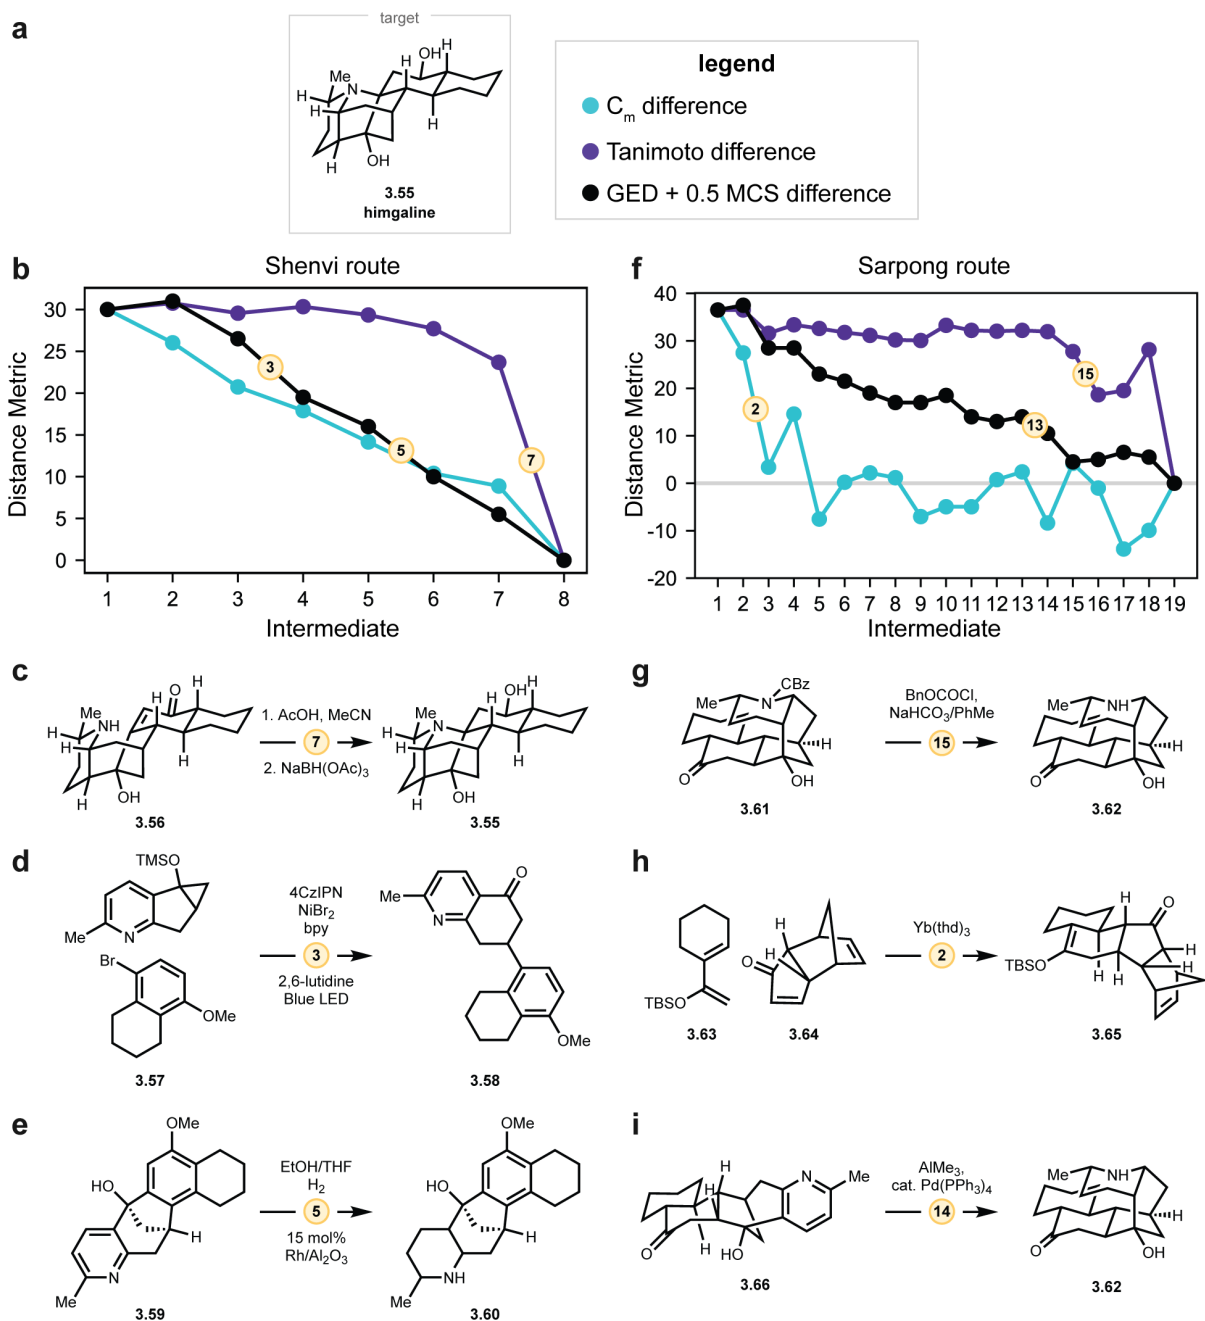 a
target
Me
N
H
H
H
OH
H
H
H
OH
3.55
himgaline
legend
Cm difference
Tanimoto difference
GED + 0.5 MCS difference
b
Shenvi route
Distance Metric
30
25
20
15
10
5
0
3
5
7
1 2 3 4 5 6 7 8
Intermediate
f
Sarpong route
Distance Metric
40
30
20
10
0
-10
-20
2
13
15
1 2 3 4 5 6 7 8 9 10 11 12 13 14 15 16 17 18 19
Intermediate
c
Me
NH
H
H
H
O
H
H
H
OH
3.56
1. AcOH, MeCN
7
2. NaBH(OAc)3
Me
N
H
H
H
OH
H
H
H
OH
3.55
g
Me
N
CBz
H
O
OH
3.61
BnOCOCl,
NaHCO3/PhMe
15
Me
NH
H
O
OH
3.62
d
TMSO
Me
N
Br
OMe
3.57
4CzIPN
NiBr2
bpy
3
2,6-lutidine
Blue LED
O
Me
N
OMe
3.58
h
TBSO
3.63
H
O
3.64
Yb(thd)3
2
H
O
H
H
TBSO
H
H
3.65
e
OMe
HO
H
N
Me
3.59
EtOH/THF
H2
5
15 mol%
Rh/Al2O3
OMe
HO
H
NH
Me
3.60
i
H
H
N
Me
O
H
HO
3.66
AlMe3,
cat. Pd(PPh3)4
14
Me
NH
H
O
OH
3.62